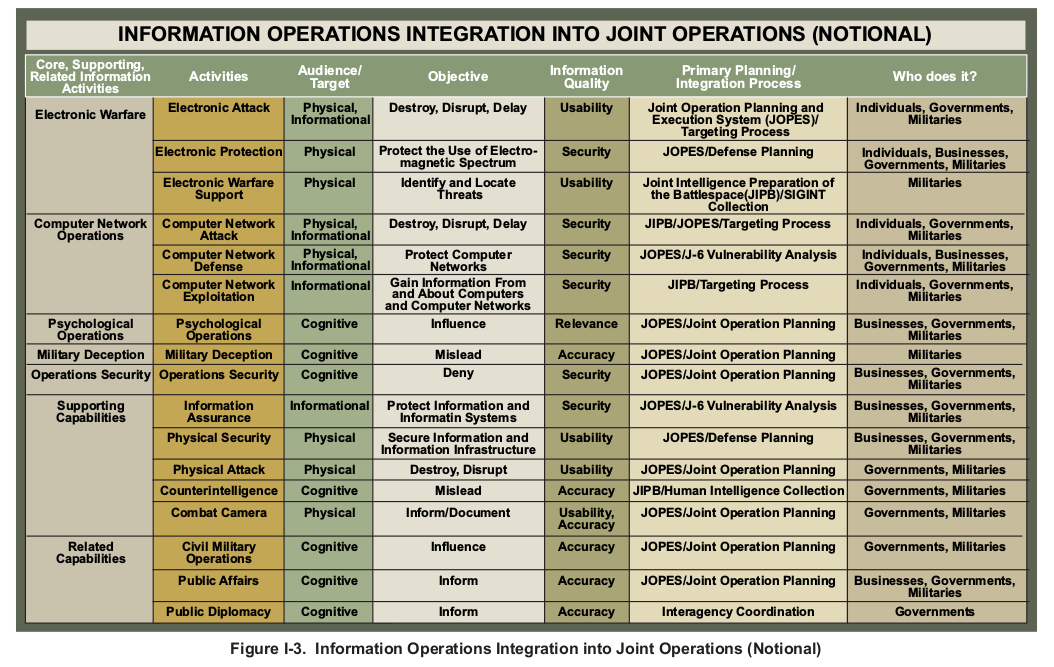 INFORMATION OPERATIONS INTEGRATION INTO JOINT OPERATIONS (NOTIONAL)
Core, Supporting,
Related Information
Activities
Activities
Audience/
Target
Objective
Information
Quality
Primary Planning/
Integration Process
Who does it?
Electronic Warfare
Electronic Attack
Physical,
Informational
Destroy, Disrupt, Delay
Usability
Joint Operation Planning and
Execution System (JOPES)/
Targeting Process
Individuals, Governments,
Militaries
Electronic Protection
Physical
Protect the Use of Electro-
magnetic Spectrum
Security
JOPES/Defense Planning
Individuals, Businesses,
Governments, Militaries
Electronic Warfare
Support
Physical
Identify and Locate
Threats
Usability
Joint Intelligence Preparation of
the Battlespace(JIPB)/SIGINT
Collection
Militaries
Computer Network
Operations
Computer Network
Attack
Physical,
Informational
Destroy, Disrupt, Delay
Security
JIPB/JOPES/Targeting Process
Individuals, Governments,
Militaries
Computer Network
Defense
Physical,
Informational
Protect Computer
Networks
Security
JOPES/J-6 Vulnerability Analysis
Individuals, Businesses,
Governments, Militaries
Computer Network
Exploitation
Informational
Gain Information From
and About Computers
and Computer Networks
Security
JIPB/Targeting Process
Individuals, Governments,
Militaries
Psychological
Operations
Psychological
Operations
Cognitive
Influence
Relevance
JOPES/Joint Operation Planning
Businesses, Governments,
Militaries
Military Deception
Military Deception
Cognitive
Mislead
Accuracy
JOPES/Joint Operation Planning
Militaries
Operations Security
Operations Security
Cognitive
Deny
Security
JOPES/Joint Operation Planning
Businesses, Governments,
Militaries
Supporting
Capabilities
Information
Assurance
Informational
Protect Information and
Informatin Systems
Security
JOPES/J-6 Vulnerability Analysis
Businesses, Governments,
Militaries
Physical Security
Physical
Secure Information and
Information Infrastructure
Usability
JOPES/Defense Planning
Businesses, Governments,
Militaries
Physical Attack
Physical
Destroy, Disrupt
Usability
JOPES/Joint Operation Planning
Governments, Militaries
Counterintelligence
Cognitive
Mislead
Accuracy
JIPB/Human Intelligence Collection
Governments, Militaries
Combat Camera
Physical
Inform/Document
Usability,
Accuracy
JOPES/Joint Operation Planning
Governments, Militaries
Related
Capabilities
Civil Military
Operations
Cognitive
Influence
Accuracy
JOPES/Joint Operation Planning
Governments, Militaries
Public Affairs
Cognitive
Inform
Accuracy
JOPES/Joint Operation Planning
Businesses, Governments,
Militaries
Public Diplomacy
Cognitive
Inform
Accuracy
Interagency Coordination
Governments
Figure I-3. Information Operations Integration into Joint Operations (Notional)